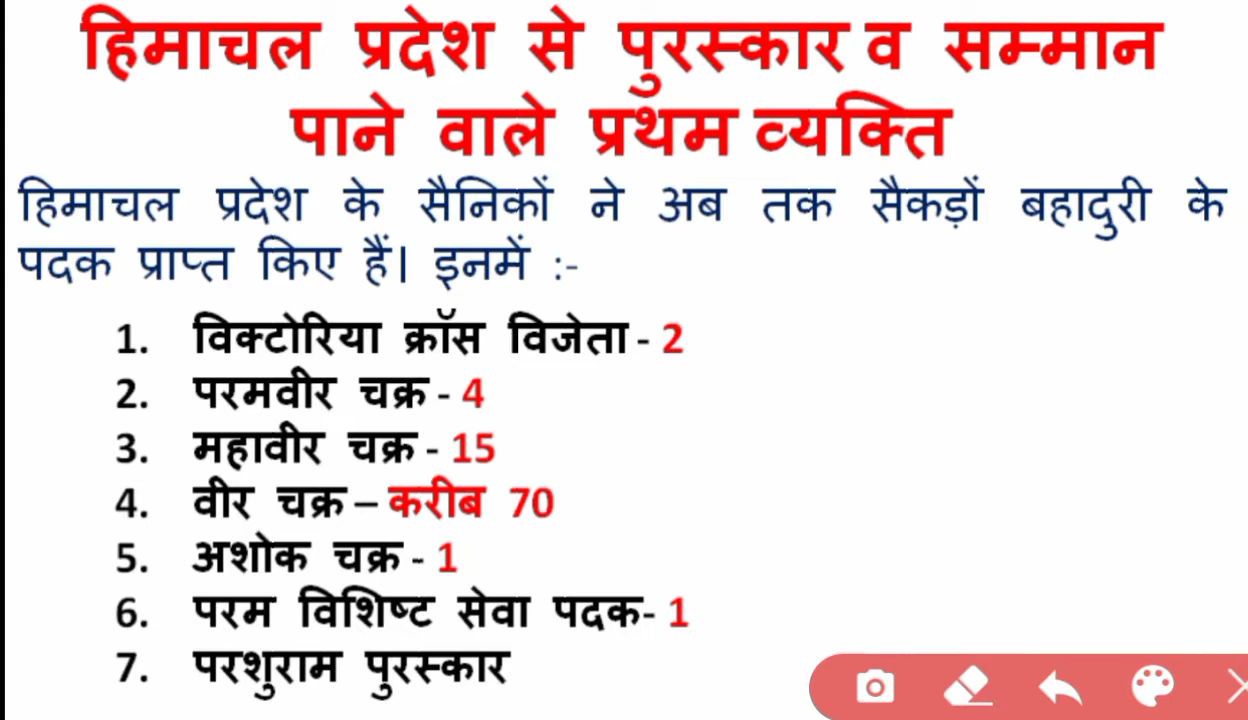 हिमाचल प्रदेश से पुरस्कार व सम्मान
पाने वाले प्रथम व्यक्ति
हिमाचल प्रदेश के सैनिकों ने अब तक सैकड़ों बहादुरी के
पदक प्राप्त किए हैं। इनमें :-
1. विक्टोरिया क्रॉस विजेता - 2
2. परमवीर चक्र - 4
3. महावीर चक्र - 15
4. वीर चक्र – करीब 70
5. अशोक चक्र - 1
6. परम विशिष्ट सेवा पदक- 1
7. परशुराम पुरस्कार